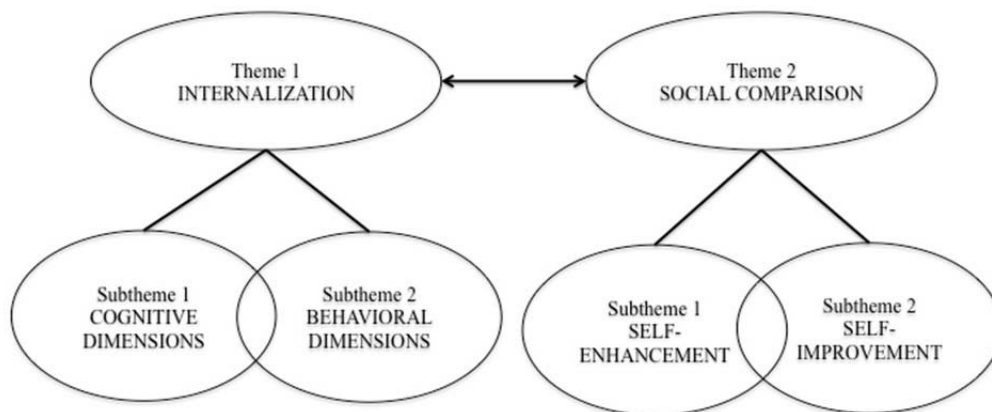 Theme 1
INTERNALIZATION
Theme 2
SOCIAL COMPARISON
Subtheme 1
COGNITIVE
DIMENSIONS
Subtheme 2
BEHAVIORAL
DIMENSIONS
Subtheme 1
SELF-
ENHANCEMENT
Subtheme 2
SELF-
IMPROVEMENT